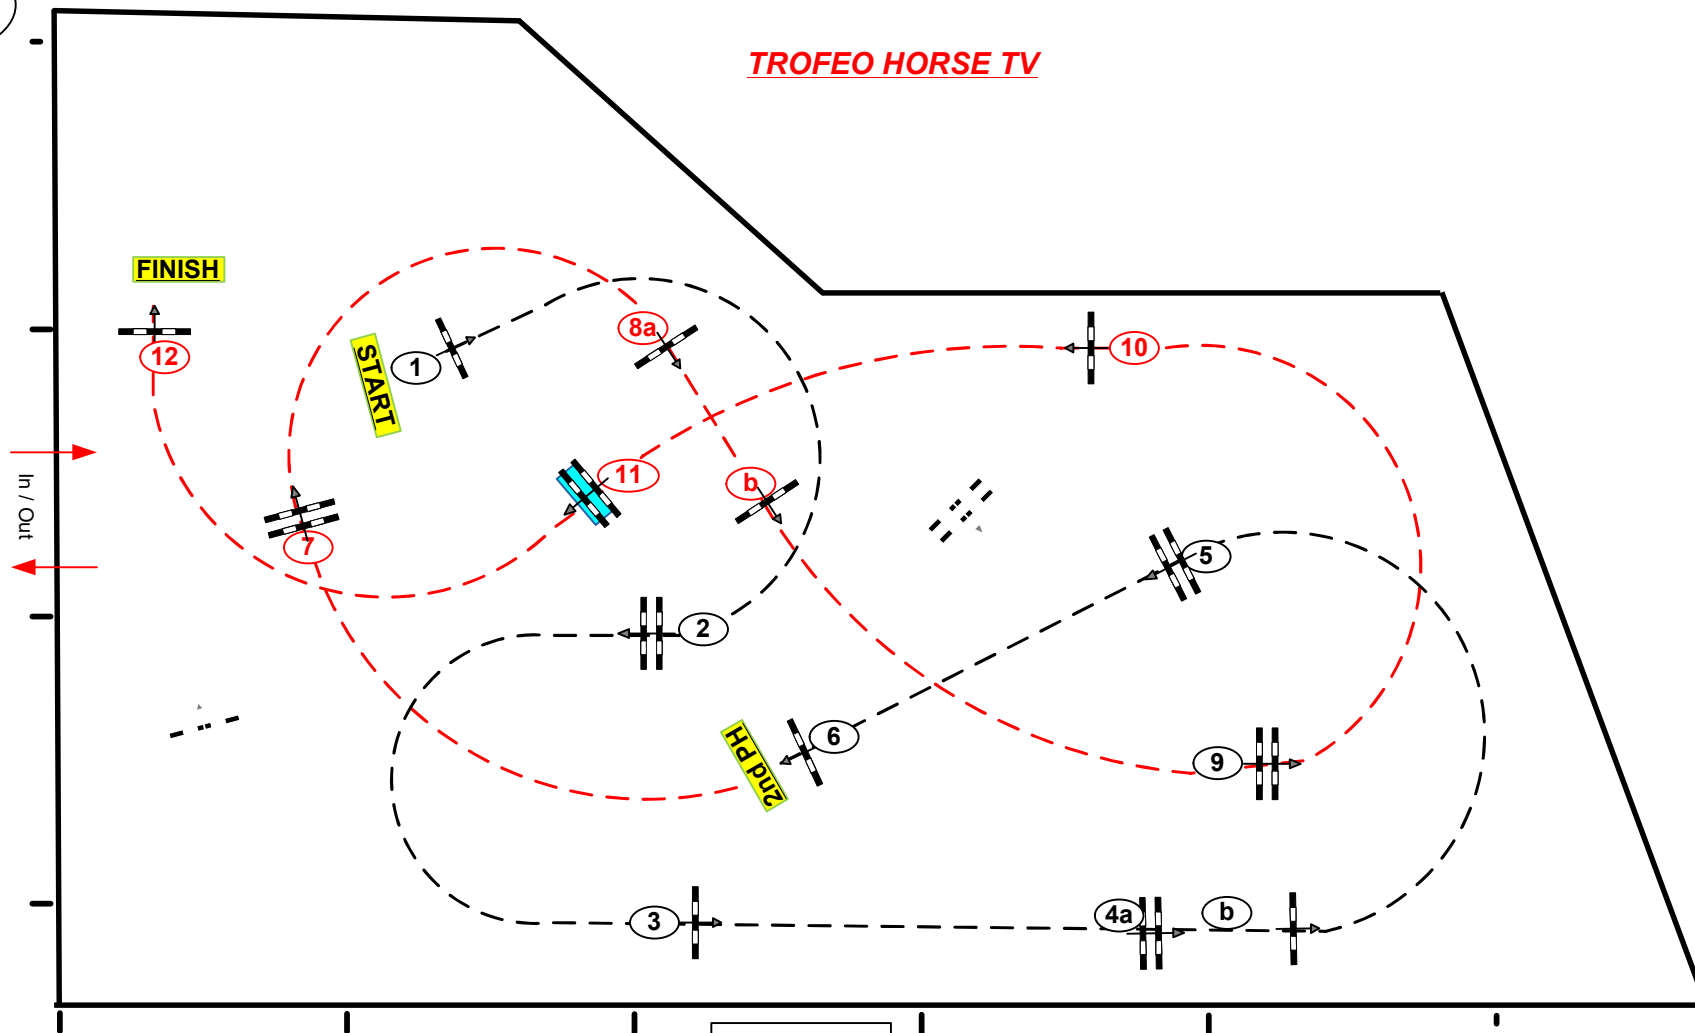 TROFEO HORSE TV
FINISH
12
START
1
8a
10
11
b
In / Out
7
5
2
2nd PH
6
9
3
4a
b